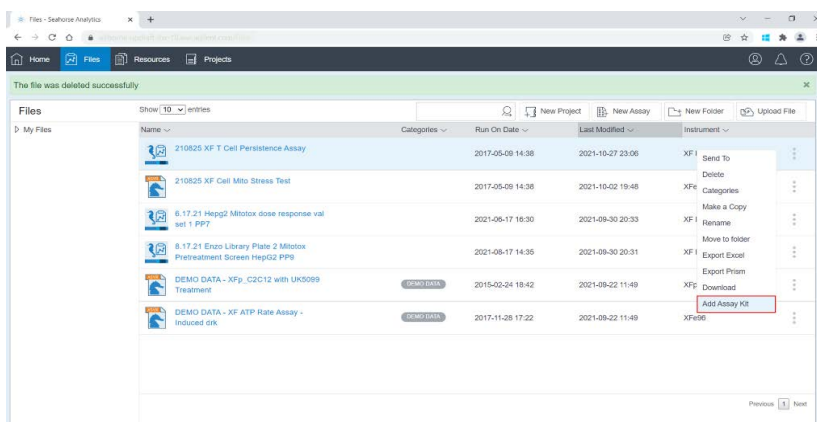 Files - Seahorse Analytics
Home Files Resources Projects
The file was deleted successfully
Files Show 10 entries New Project New Assay New Folder Upload File
My Files Name Categories Run On Date Last Modified Instrument
210825 XF T Cell Persistence Assay 2017-05-09 14:38 2021-10-27 23:06 XF
Send To
Delete
210825 XF Cell Mito Stress Test 2017-05-09 14:38 2021-10-02 19:46 XFe
Categories
Make a Copy
6.17.21 Hepg2 Mitotox dose response val
set 1 PP7 2021-06-17 16:30 2021-09-30 20:33 XF
Rename
Move to folder
8.17.21 Enzo Library Plate 2 Mitotox
Pretreatment Screen HepG2 PP9 2021-08-17 14:35 2021-09-30 20:31 XF
Export Excel
Export Prism
DEMO DATA - XFp_C2C12 with UK5099
Treatment DEMO DATA 2015-02-24 18:42 2021-09-22 11:49 XFp
Download
Add Assay Kit
DEMO DATA - XF ATP Rate Assay -
Induced drk DEMO DATA 2017-11-28 17:22 2021-09-22 11:49 XFe96
Previous 1 Next